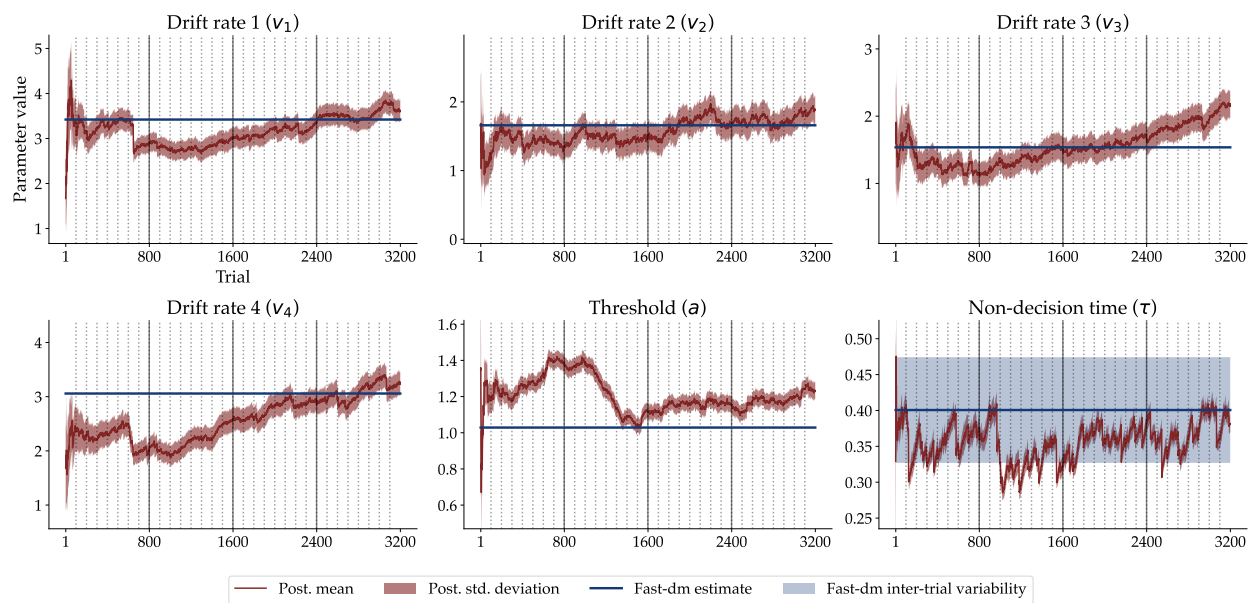 Drift rate 1 (v₁)
Drift rate 2 (v₂)
Drift rate 3 (v₃)
Parameter value
5
4
3
2
1
2
1
0
3
2
1
1 800 1600 2400 3200
1 800 1600 2400 3200
1 800 1600 2400 3200
Trial
Drift rate 4 (v₄)
Threshold (a)
Non-decision time (τ)
4
3
2
1
1.6
1.4
1.2
1.0
0.8
0.6
0.50
0.45
0.40
0.35
0.30
0.25
1 800 1600 2400 3200
1 800 1600 2400 3200
1 800 1600 2400 3200
Post. mean Post. std. deviation Fast-dm estimate Fast-dm inter-trial variability